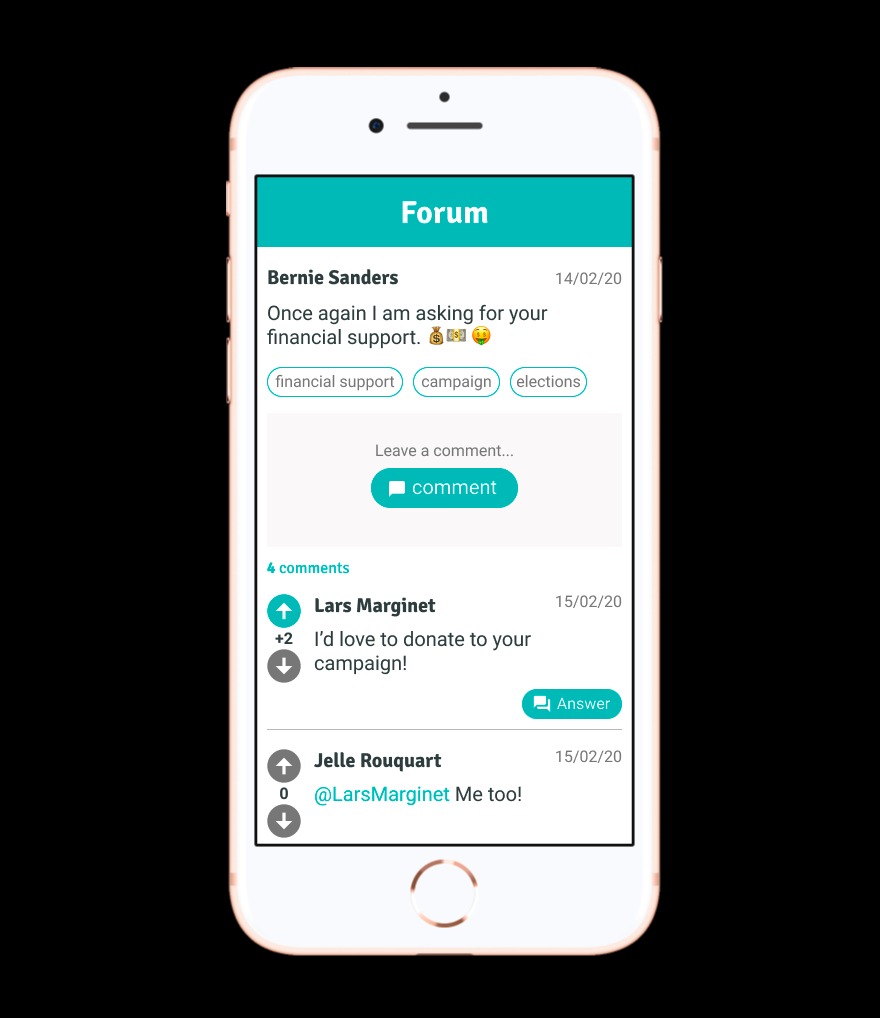 Forum
Bernie Sanders 14/02/20
Once again I am asking for your
financial support. 💰💵 🤑
financial support campaign elections
Leave a comment...
comment
4 comments
Lars Marginet 15/02/20
+2
I’d love to donate to your
campaign!
Answer
Jelle Rouquart 15/02/20
0
@LarsMarginet Me too!